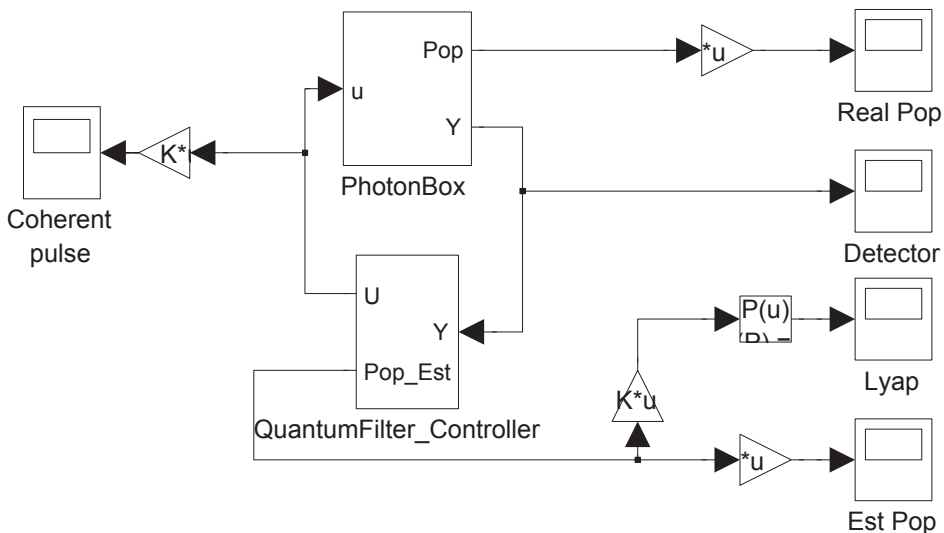 Pop
*u
Real Pop
u
Y
PhotonBox
K*
Coherent
pulse
Detector
U
Y
Pop_Est
QuantumFilter_Controller
P(u)
Lyap
K*u
*u
Est Pop